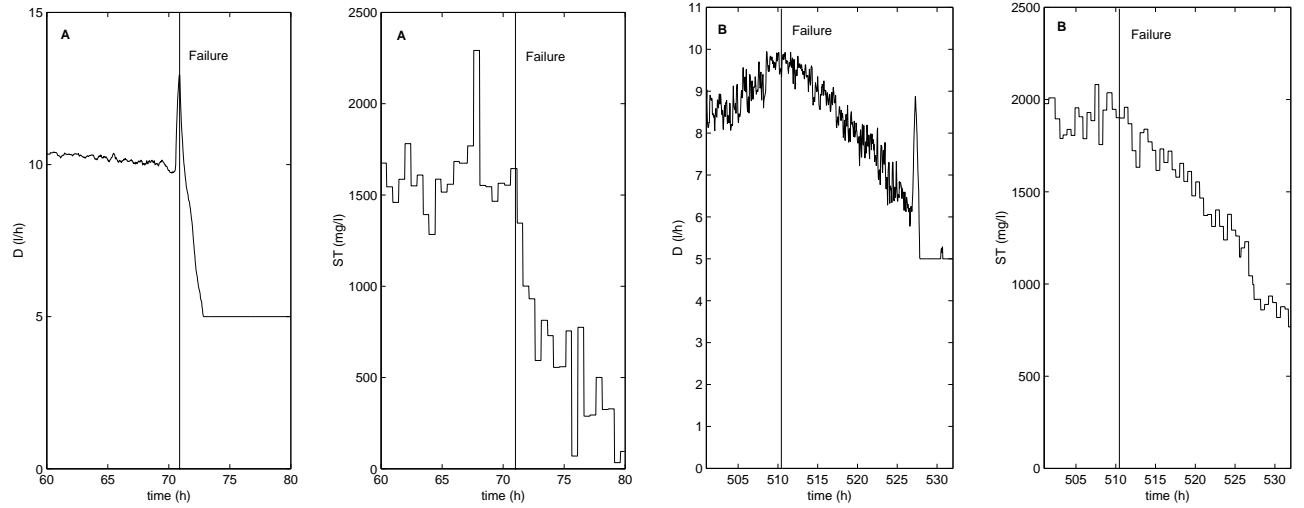 A
Failure
15
10
5
0
D (l/h)
60 65 70 75 80
time (h)
A
Failure
2500
2000
1500
1000
500
0
ST (mg/l)
60 65 70 75 80
time (h)
B
Failure
11
10
9
8
7
6
5
4
3
2
1
0
D (l/h)
505 510 515 520 525 530
time (h)
B
Failure
2500
2000
1500
1000
500
0
ST (mg/l)
505 510 515 520 525 530
time (h)